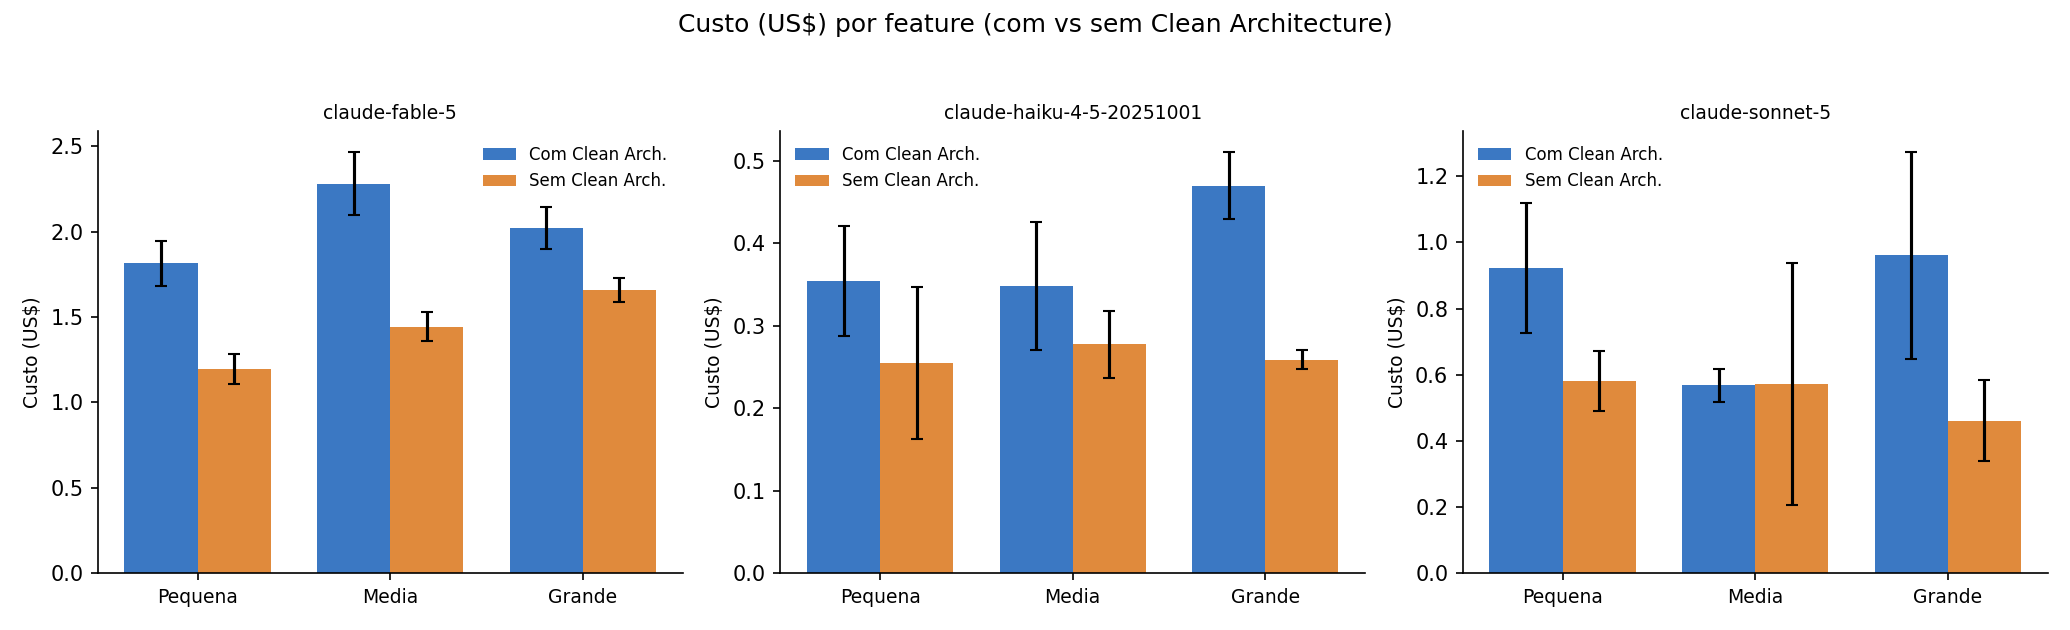 Custo (US$) por feature (com vs sem Clean Architecture)
claude-fable-5
Com Clean Arch.
Sem Clean Arch.
Custo (US$)
2.5
2.0
1.5
1.0
0.5
0.0
Pequena
Media
Grande
claude-haiku-4-5-20251001
Com Clean Arch.
Sem Clean Arch.
Custo (US$)
0.5
0.4
0.3
0.2
0.1
0.0
Pequena
Media
Grande
claude-sonnet-5
Com Clean Arch.
Sem Clean Arch.
Custo (US$)
1.2
1.0
0.8
0.6
0.4
0.2
0.0
Pequena
Media
Grande